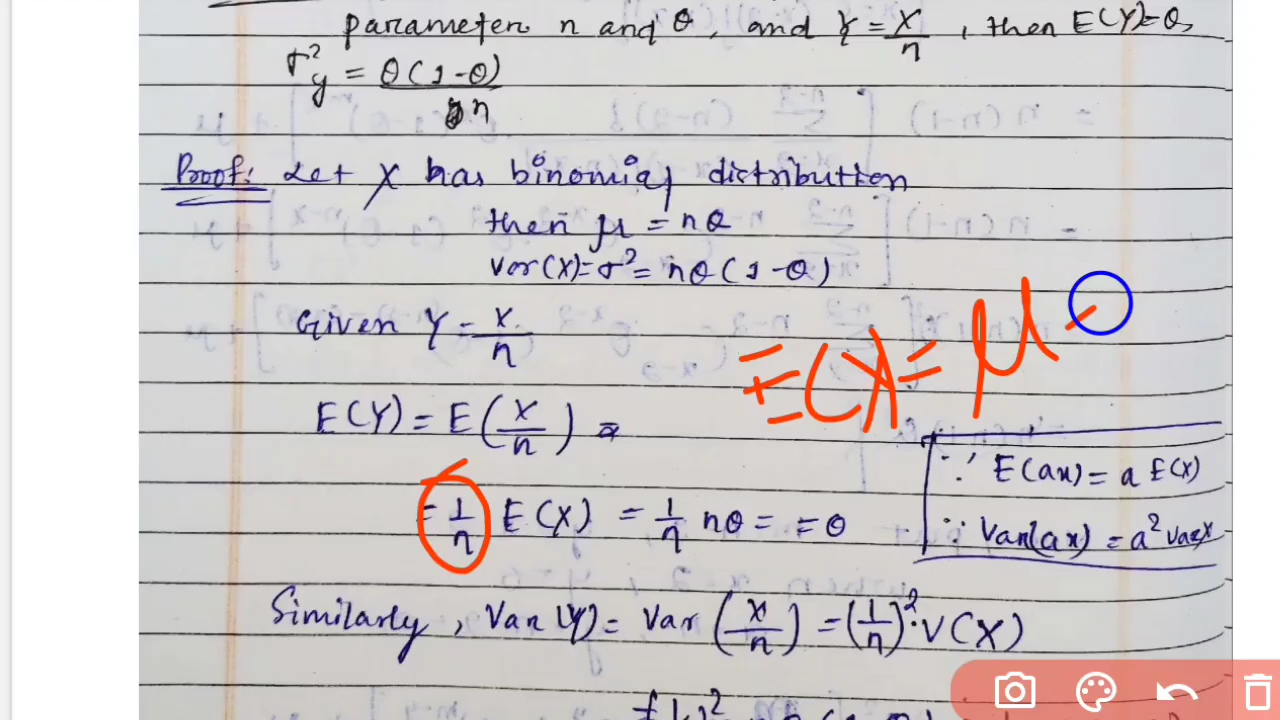 parameter n and θ, and Y = X/n, then E(Y)=θ,
σ²y = θ(1-θ)/n
Proof: Let X has binomial distribution
then μ = nθ
Var(X)=σ²= nθ(1-θ)
Given Y = X/n
E(X) = μ =
E(Y) = E(X/n) =
∵ E(ax) = a E(X)
= 1/n E(X) = 1/n nθ = = θ
∵ Var(ax) = a² Var X
Similarly, Var(Y) = Var(X/n) = (1/n)². V(X)